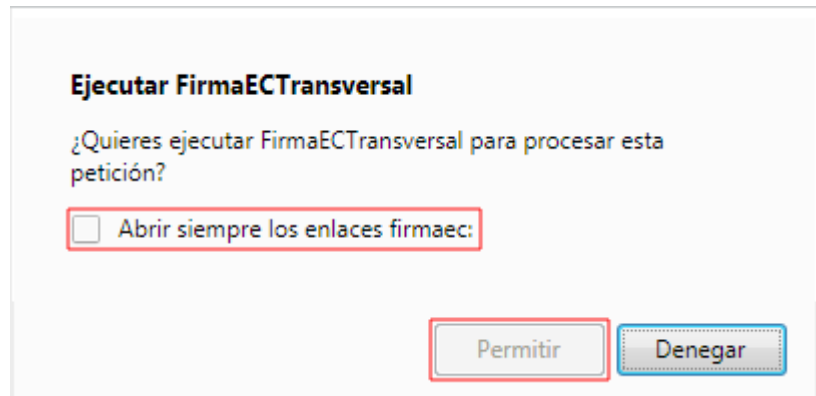 Ejecutar FirmaECTransversal
¿Quieres ejecutar FirmaECTransversal para procesar esta
petición?
Abrir siempre los enlaces firmaec:
Permitir
Denegar